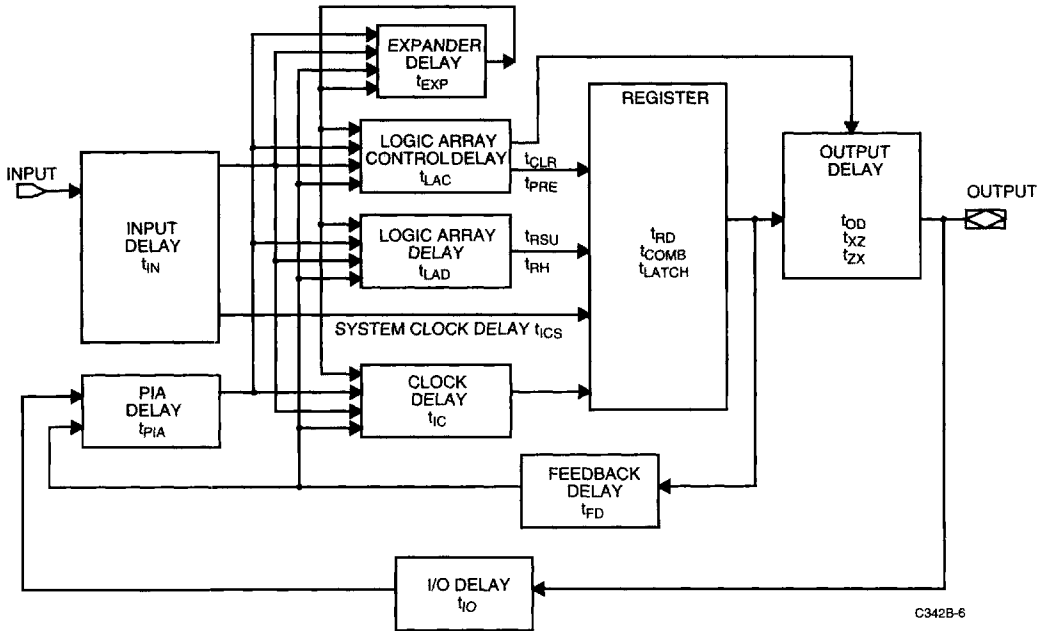 EXPANDER
DELAY
tEXP
REGISTER
LOGIC ARRAY
CONTROL DELAY
tLAC
tCLR
tPRE
OUTPUT
DELAY
tOD
tXZ
tZX
INPUT
OUTPUT
INPUT
DELAY
tIN
LOGIC ARRAY
DELAY
tLAD
tRSU
tRH
tRD
tCOMB
tLATCH
SYSTEM CLOCK DELAY tICS
PIA
DELAY
tPIA
CLOCK
DELAY
tIC
FEEDBACK
DELAY
tFD
I/O DELAY
tIO
C342B-6